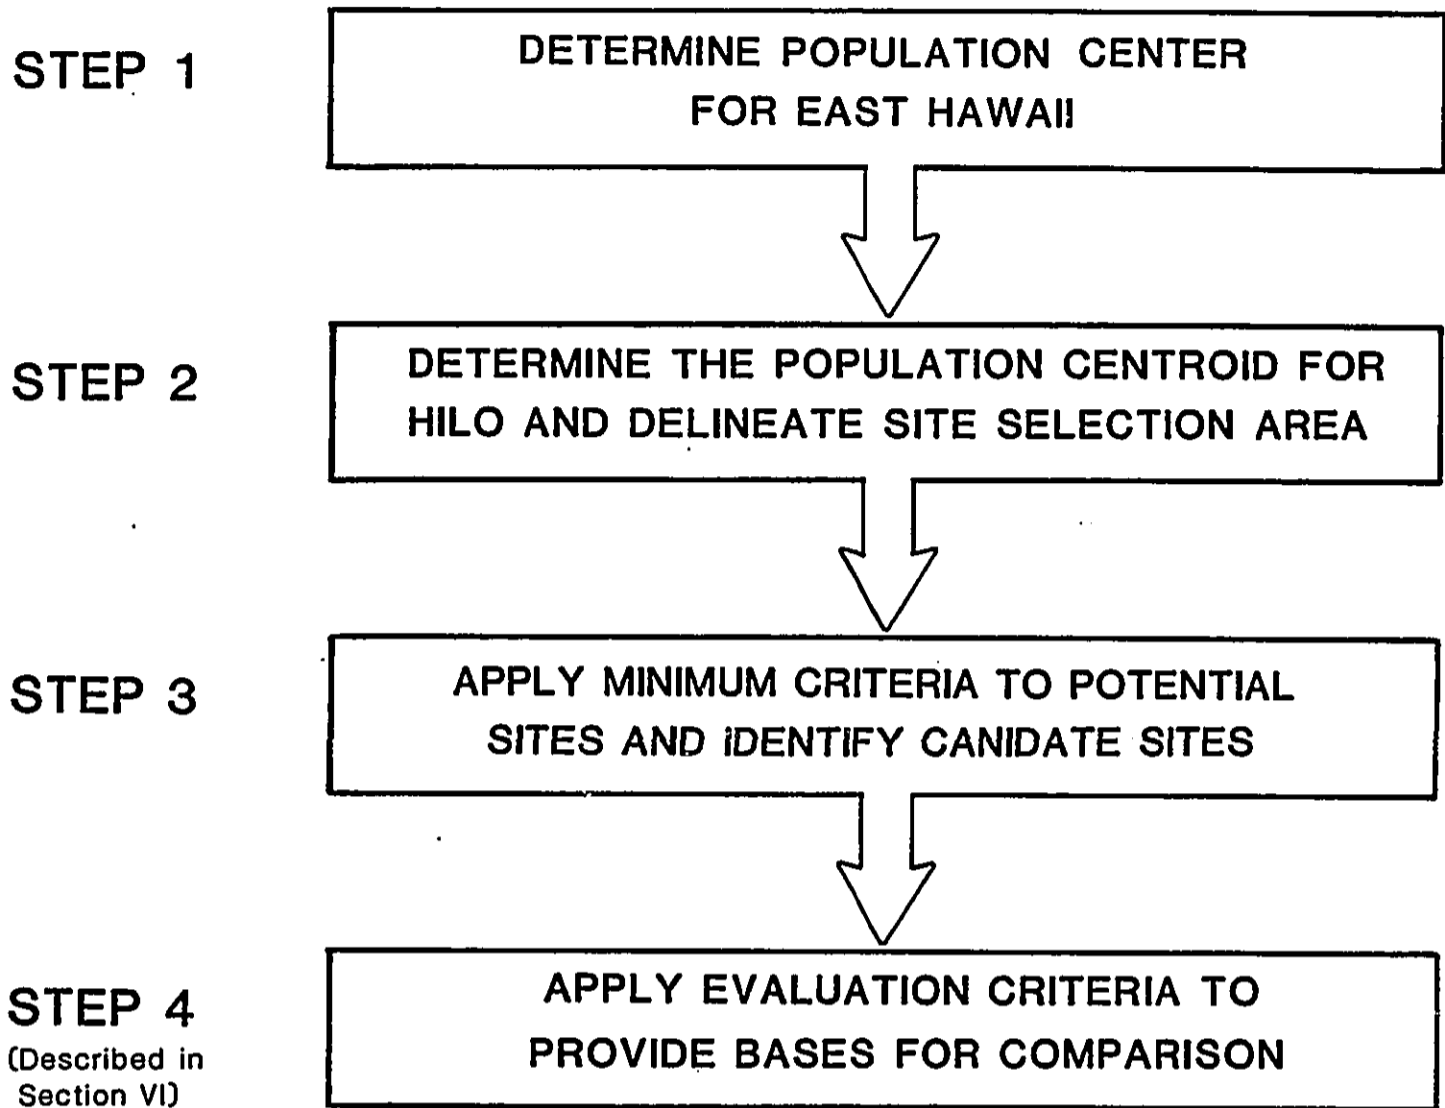 STEP 1
DETERMINE POPULATION CENTER
FOR EAST HAWAII
STEP 2
DETERMINE THE POPULATION CENTROID FOR
HILO AND DELINEATE SITE SELECTION AREA
STEP 3
APPLY MINIMUM CRITERIA TO POTENTIAL
SITES AND IDENTIFY CANIDATE SITES
STEP 4
(Described in
Section VI)
APPLY EVALUATION CRITERIA TO
PROVIDE BASES FOR COMPARISON